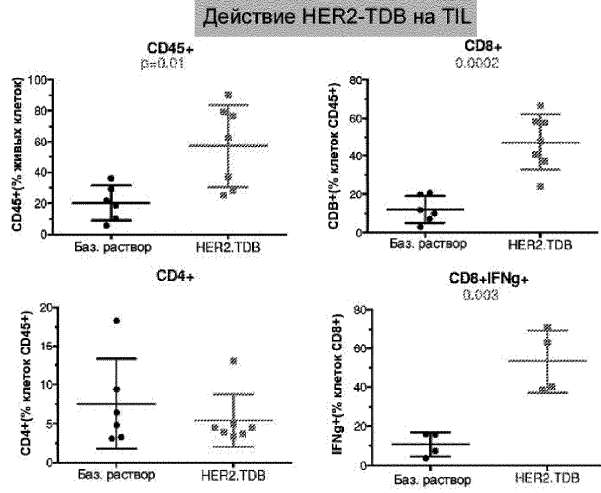 Действие HER2-TDB на TIL
CD45+
p=0.01
CD45+(% живых клеток)
100
80
60
40
20
0
Баз. раствор
HER2.TDB
CD8+
0.0002
CDB+(% клеток CD45+)
80
60
40
20
0
Баз. раствор
HER2.TDB
CD4+
CD4+(% клеток CD45+)
20
15
10
5
0
Баз. раствор
HER2.TDB
CD8+IFNg+
0.003
IFNg+(% клеток CD8+)
80
60
40
20
0
Баз. раствор
HER2.TDB